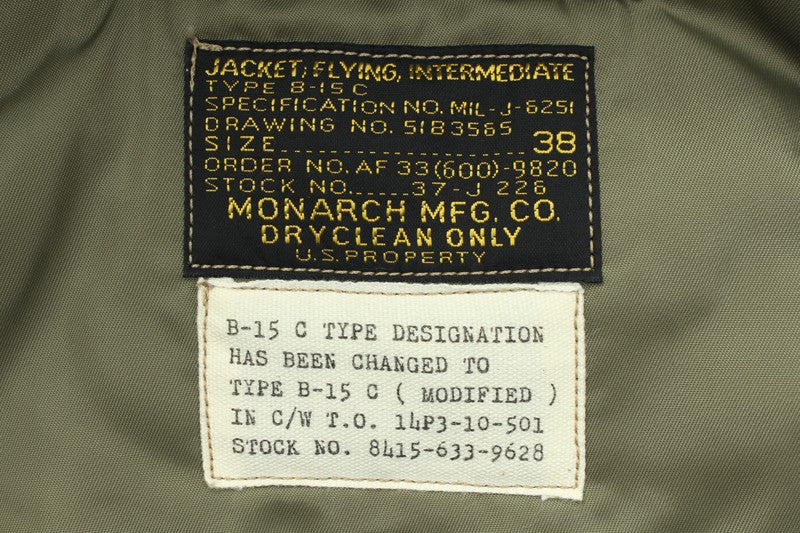 JACKET, FLYING, INTERMEDIATE
TYPE B-15 C
SPECIFICATION NO. MIL-J-6251
DRAWING NO. 5183565
SIZE....................38
ORDER NO. AF 33(600)-9820
STOCK NO......37-J 226
MONARCH MFG. CO.
DRYCLEAN ONLY
U.S. PROPERTY
B-15 C TYPE DESIGNATION
HAS BEEN CHANGED TO
TYPE B-15 C ( MODIFIED )
IN C/W T.O. 14P3-10-501
STOCK NO. 8415-633-9628